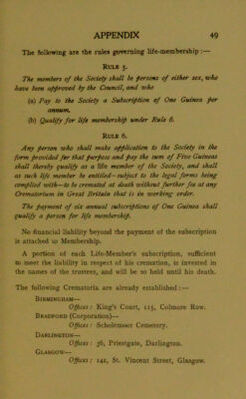 APPENDIX 49
The following are the rules governing life-membership :—
RULE 5.
The members of the Society shall be persons of either sex, who
have been approved by the Council, and who
(a) Pay to the Society a Subscription of One Guinea per
annum.
(b) Qualify for life membership under Rule 6.
RULE 6.
Any person who shall make application to the Society in the
form provided for that purpose and pay the sum of Five Guineas
shall thereby qualify as a life member of the Society, and shall
as such life member be entitled—subject to the legal forms being
complied with—to be cremated at death without further fee at any
Crematorium in Great Britain that is in working order.
The payment of six annual subscriptions of One Guinea shall
qualify a person for life membership.
No financial liability beyond the payment of the subscription
is attached to Membership.
A portion of each Life-Member's subscription, sufficient
to meet the liability in respect of his cremation, is invested in
the names of the trustees, and will be so held until his death.
The following Crematoria are already established :—
BIRMINGHAM—
Offices : King's Court, 115, Colmore Row.
BRADFORD (Corporation)—
Offices : Scholemoor Cemetery.
DARLINGTON—
Offices : 36, Priestgate, Darlington.
GLASGOW—
Offices : 141, St. Vincent Street, Glasgow.